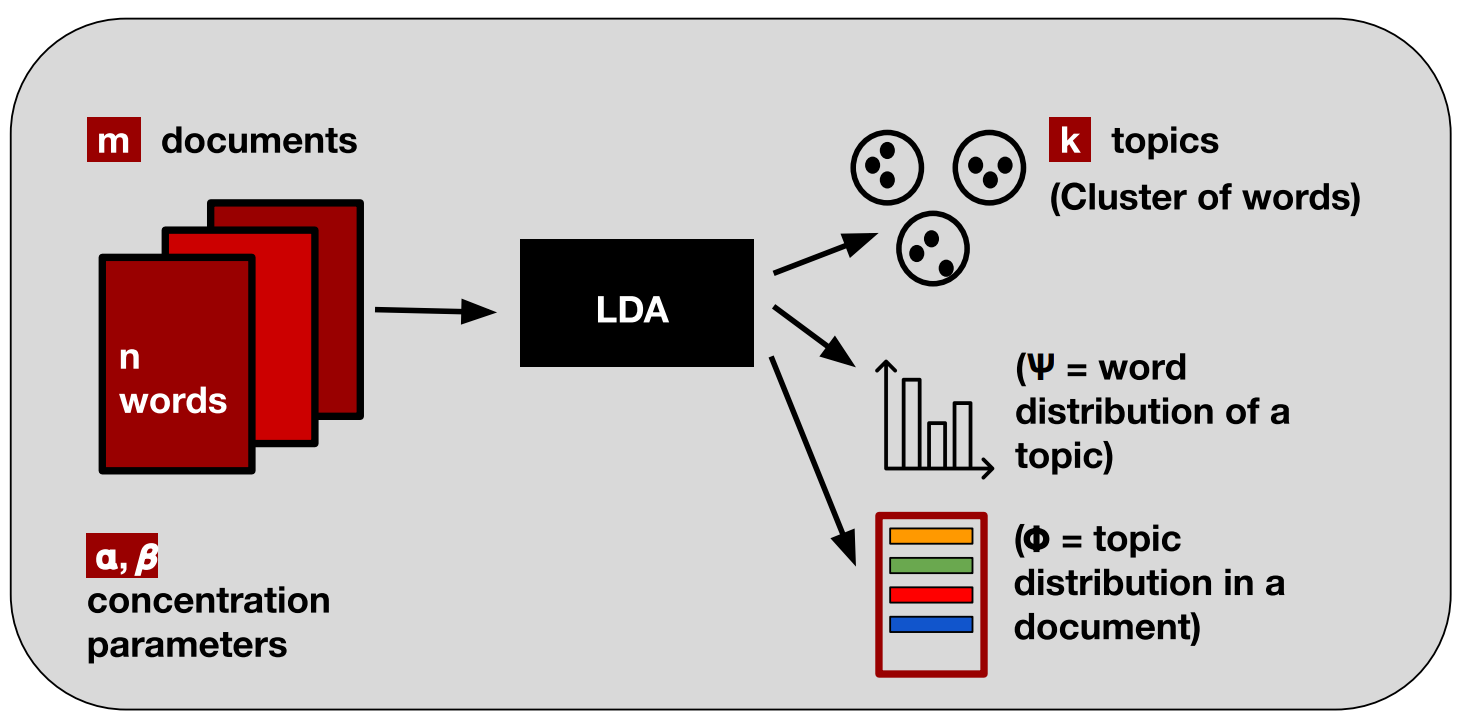 m documents
n
words
α, β
concentration
parameters
LDA
k topics
(Cluster of words)
(Ψ = word
distribution of a
topic)
(Φ = topic
distribution in a
document)